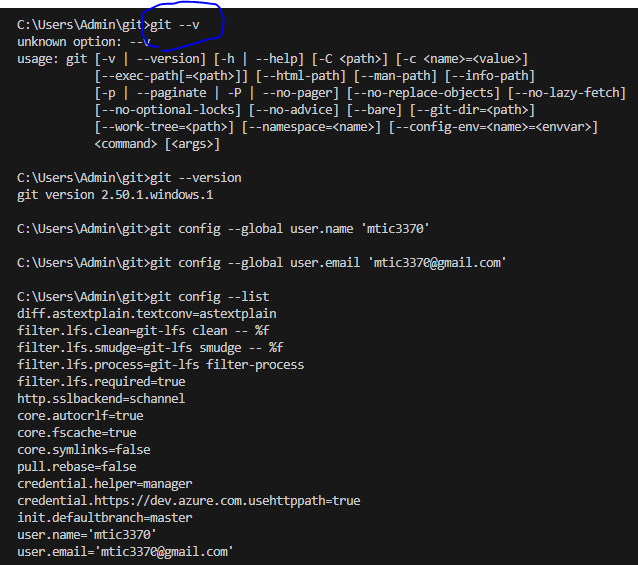 C:\Users\Admin\git>git --v
unknown option: --v
usage: git [-v | --version] [-h | --help] [-C <path>] [-c <name>=<value>]
           [--exec-path[=<path>]] [--html-path] [--man-path] [--info-path]
           [-p | --paginate | -P | --no-pager] [--no-replace-objects] [--no-lazy-fetch]
           [--no-optional-locks] [--no-advice] [--bare] [--git-dir=<path>]
           [--work-tree=<path>] [--namespace=<name>] [--config-env=<name>=<envvar>]
           <command> [<args>]
C:\Users\Admin\git>git --version
git version 2.50.1.windows.1
C:\Users\Admin\git>git config --global user.name 'mtic3370'
C:\Users\Admin\git>git config --global user.email 'mtic3370@gmail.com'
C:\Users\Admin\git>git config --list
diff.astextplain.textconv=astextplain
filter.lfs.clean=git-lfs clean -- %f
filter.lfs.smudge=git-lfs smudge -- %f
filter.lfs.process=git-lfs filter-process
filter.lfs.required=true
http.sslbackend=schannel
core.autocrlf=true
core.fscache=true
core.symlinks=false
pull.rebase=false
credential.helper=manager
credential.https://dev.azure.com.usehttppath=true
init.defaultbranch=master
user.name='mtic3370'
user.email='mtic3370@gmail.com'